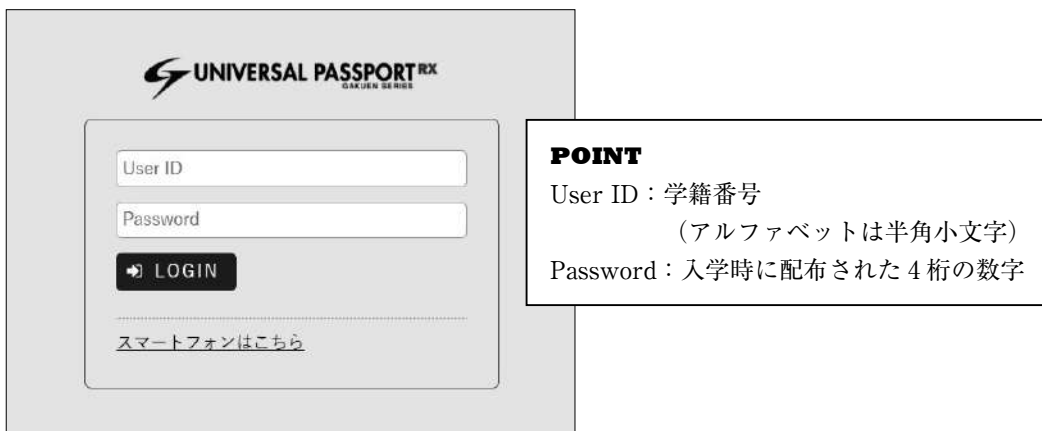 UNIVERSAL PASSPORT RX
GAKUEN SERIES
User ID
Password
LOGIN
スマートフォンはこちら
POINT
User ID：学籍番号
（アルファベットは半角小文字）
Password：入学時に配布された４桁の数字